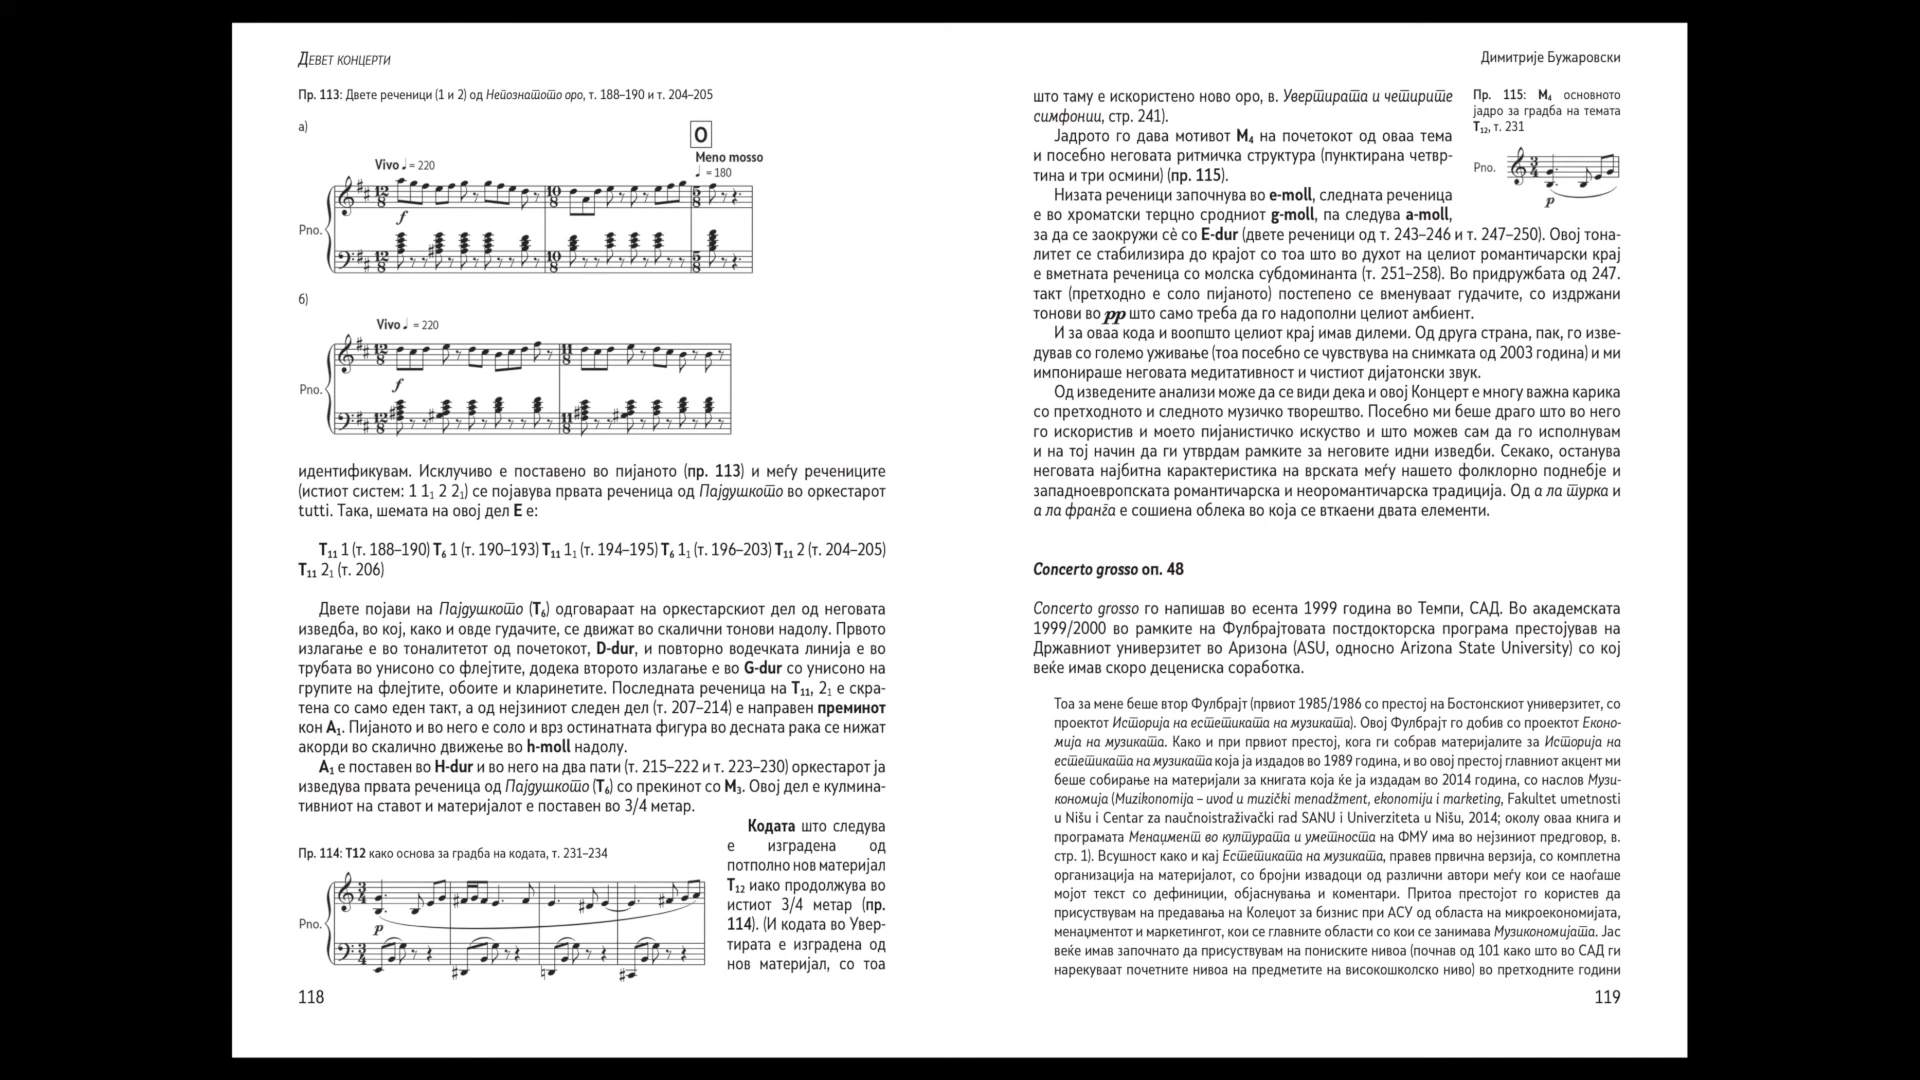 Девет концерти
Пр. 113: Двете реченици (1 и 2) од Непознатото оро, т. 188–190 и т. 204–205
а)
O
Vivo ♩ = 220
Meno mosso
♩ = 180
12 8
10 8
5 8
f
Pno.
б)
Vivo ♩ = 220
12 8
11 8
f
Pno.
идентификувам. Исклучиво е поставено во пијаното (пр. 113) и меѓу речениците
(истиот систем: 1 1₁ 2 2₁) се појавува првата реченица од Пајдушкото во оркестарот
tutti. Така, шемата на овој дел E е:
T₁₁ 1 (т. 188–190) T₆ 1 (т. 190–193) T₁₁ 1₁ (т. 194–195) T₆ 1₁ (т. 196–203) T₁₁ 2 (т. 204–205)
T₁₁ 2₁ (т. 206)
Двете појави на Пајдушкото (T₆) одговараат на оркестарскиот дел од неговата
изведба, во кој, како и овде гудачите, се движат во скалични тонови надолу. Првото
излагање е во тоналитетот од почетокот, D-dur, и повторно водечката линија е во
трубата во унисоно со флејтите, додека второто излагање е во G-dur со унисоно на
групите на флејтите, обоите и кларинетите. Последната реченица на T₁₁, 2₁ е скра-
тена со само еден такт, а од нејзиниот следен дел (т. 207–214) е направен преминот
кон A₁. Пијаното и во него е соло и врз остинатната фигура во десната рака се нижат
акорди во скалично движење во h-moll надолу.
A₁ е поставен во H-dur и во него на два пати (т. 215–222 и т. 223–230) оркестарот ја
изведува првата реченица од Пајдушкото (T₆) со прекинот со M₃. Овој дел е кулмина-
тивниот на ставот и материјалот е поставен во 3/4 метар.
Кодата што следува
е изградена од
потполно нов материјал
T₁₂ иако продолжува во
истиот 3/4 метар (пр.
114). (И кодата во Увер-
тирата е изградена од
нов материјал, со тоа
Пр. 114: T12 како основа за градба на кодата, т. 231–234
3 4
p
Pno.
118
Димитрије Бужаровски
што таму е искористено ново оро, в. Увертирата и четирите
симфонии, стр. 241).
Јадрото го дава мотивот M₄ на почетокот од оваа тема
и посебно неговата ритмичка структура (пунктирана четвр-
тина и три осмини) (пр. 115).
Низата реченици започнува во e-moll, следната реченица
е во хроматски терцно сродниот g-moll, па следува a-moll,
за да се заокружи сѐ со E-dur (двете реченици од т. 243–246 и т. 247–250). Овој тона-
литет се стабилизира до крајот со тоа што во духот на целиот романтичарски крај
е вметната реченица со молска субдоминанта (т. 251–258). Во придружбата од 247.
такт (претходно е соло пијаното) постепено се вменуваат гудачите, со издржани
тонови во pp што само треба да го надополни целиот амбиент.
Пр. 115: M₄ основното
јадро за градба на темата
T₁₂, т. 231
Pno.
3 4
p
И за оваа кода и воопшто целиот крај имав дилеми. Од друга страна, пак, го изве-
дував со големо уживање (тоа посебно се чувствува на снимката од 2003 година) и ми
импонираше неговата медитативност и чистиот дијатонски звук.
Од изведените анализи може да се види дека и овој Концерт е многу важна карика
со претходното и следното музичко творештво. Посебно ми беше драго што во него
го искористив и моето пијанистичко искуство и што можев сам да го исполнувам
и на тој начин да ги утврдам рамките за неговите идни изведби. Секако, останува
неговата најбитна карактеристика на врската меѓу нашето фолклорно поднебје и
западноевропската романтичарска и неоромантичарска традиција. Од а ла турка и
а ла франга е сошиена облека во која се вткаени двата елементи.
Concerto grosso оп. 48
Concerto grosso го напишав во есента 1999 година во Темпи, САД. Во академската
1999/2000 во рамките на Фулбрајтовата постдокторска програма престојував на
Државниот универзитет во Аризона (ASU, односно Arizona State University) со кој
веќе имав скоро децениска соработка.
Тоа за мене беше втор Фулбрајт (првиот 1985/1986 со престој на Бостонскиот универзитет, со
проектот Историја на естетиката на музиката). Овој Фулбрајт го добив со проектот Еконо-
мија на музиката. Како и при првиот престој, кога ги собрав материјалите за Историја на
естетиката на музиката која ја издадов во 1989 година, и во овој престој главниот акцент ми
беше собирање на материјали за книгата која ќе ја издадам во 2014 година, со наслов Музи-
кономија (Muzikonomija – uvod u muzički menadžment, ekonomiju i marketing, Fakultet umetnosti
u Nišu i Centar za naučnoistraživački rad SANU i Univerziteta u Nišu, 2014; околу оваа книга и
програмата Менаџмент во културата и уметноста на ФМУ има во нејзиниот предговор, в.
стр. 1). Всушност како и кај Естетиката на музиката, правев првична верзија, со комплетна
организација на материјалот, со бројни извадоци од различни автори меѓу кои се наоѓаше
мојот текст со дефиниции, објаснувања и коментари. Притоа престојот го користев да
присуствувам на предавања на Колеџот за бизнис при АСУ од областа на микроекономијата,
менаџментот и маркетингот, кои се главните области со кои се занимава Музикономијата. Јас
веќе имав започнато да присуствувам на пониските нивоа (почнав од 101 како што во САД ги
нарекуваат почетните нивоа на предметите на високошколско ниво) во претходните години
119